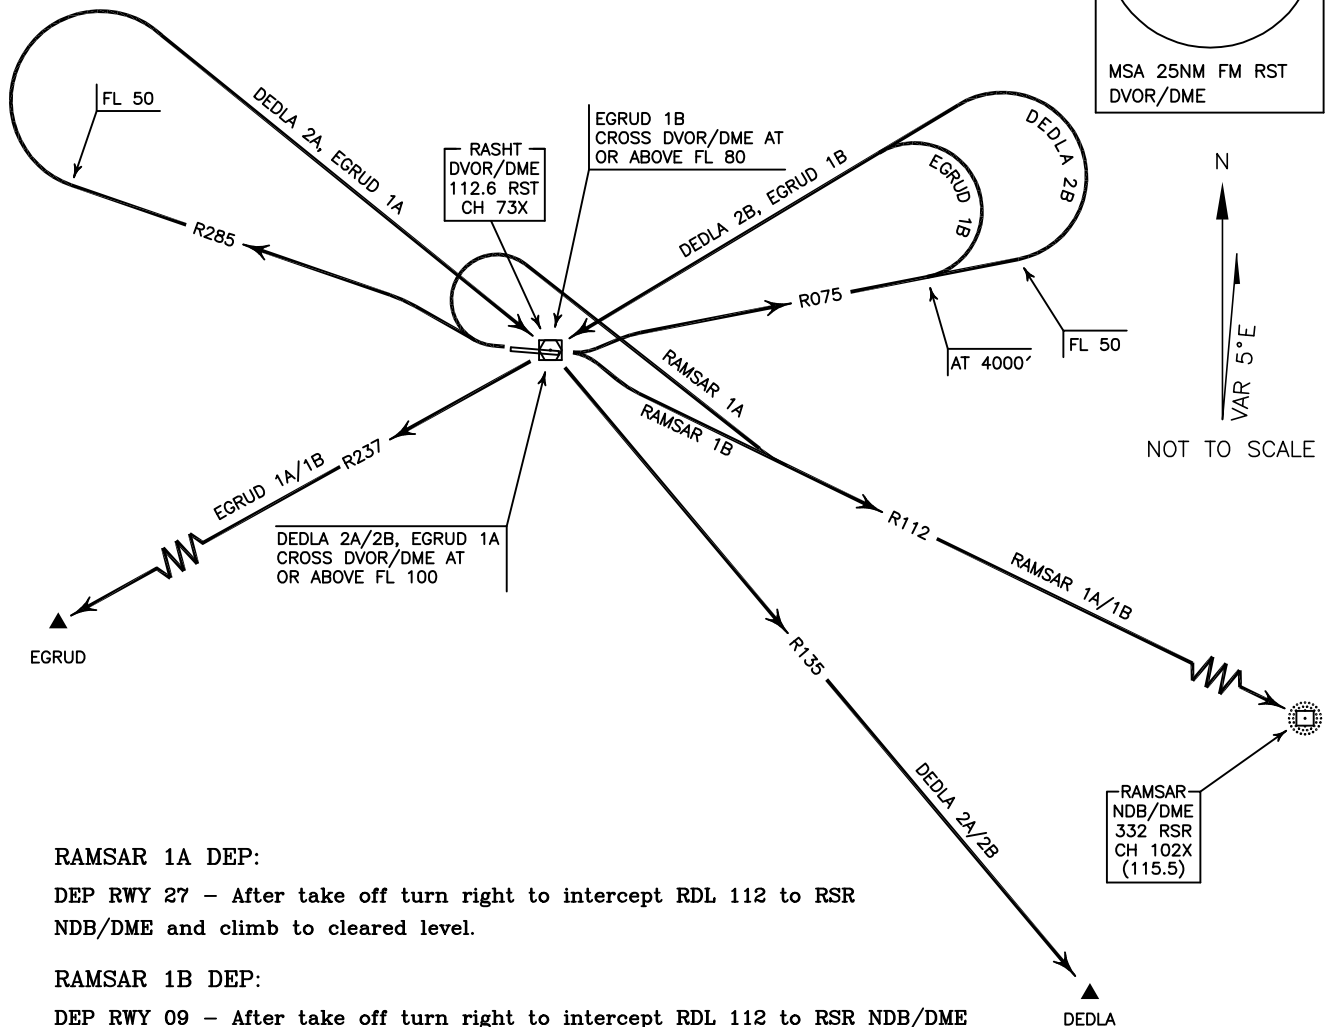 MSA 25NM FM RST
DVOR/DME
FL 50
DEDLA 2A, EGRUD 1A
RASHT
DVOR/DME
112.6 RST
CH 73X
EGRUD 1B
CROSS DVOR/DME AT
OR ABOVE FL 80
DEDLA 2B, EGRUD 1B
EGRUD 1B
DEDLA 2B
N
VAR 5°E
NOT TO SCALE
R285
R075
AT 4000′
FL 50
RAMSAR 1A
RAMSAR 1B
R237
EGRUD 1A/1B
DEDLA 2A/2B, EGRUD 1A
CROSS DVOR/DME AT
OR ABOVE FL 100
EGRUD
R112
RAMSAR 1A/1B
R135
DEDLA 2A/2B
RAMSAR
NDB/DME
332 RSR
CH 102X
(115.5)
DEDLA
RAMSAR 1A DEP:
DEP RWY 27 – After take off turn right to intercept RDL 112 to RSR
NDB/DME and climb to cleared level.
RAMSAR 1B DEP:
DEP RWY 09 – After take off turn right to intercept RDL 112 to RSR NDB/DME